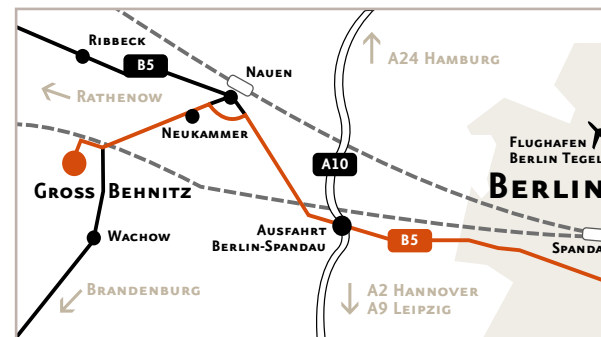 Ribbeck
B5
Nauen
A24 Hamburg
Rathenow
Neukammer
Flughafen
Berlin Tegel
A10
Gross Behnitz
Berlin
Ausfahrt
Berlin-Spandau
Wachow
B5
Spanda
Brandenburg
A2 Hannover
A9 Leipzig